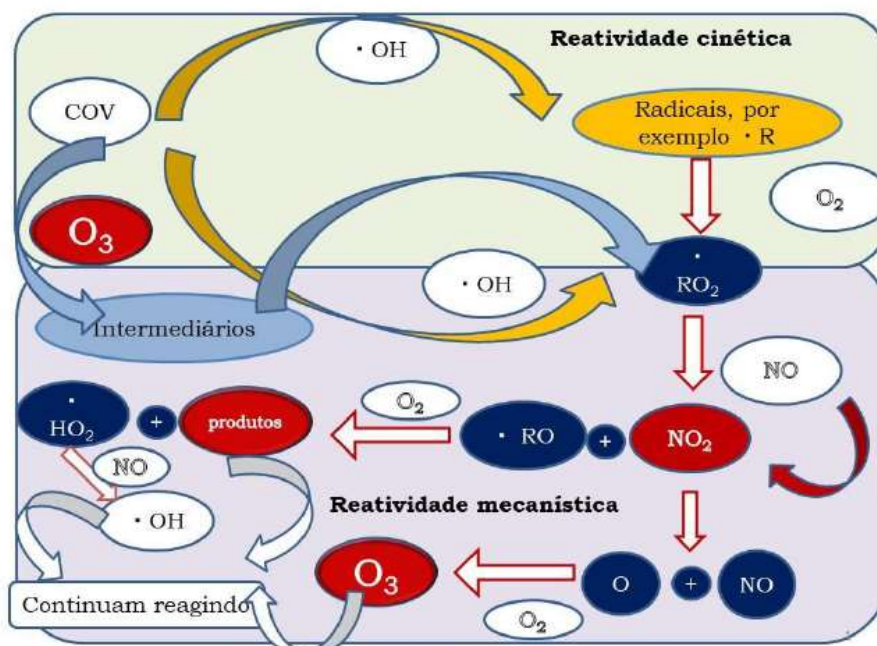 Reatividade cinética
· OH
COV
Radicais, por
exemplo · R
O₂
O₃
·
RO₂
· OH
Intermediários
NO
·
HO₂
+
produtos
O₂
· RO
+
NO₂
NO
· OH
Reatividade mecanística
O₃
O
+
NO
O₂
Continuam reagindo